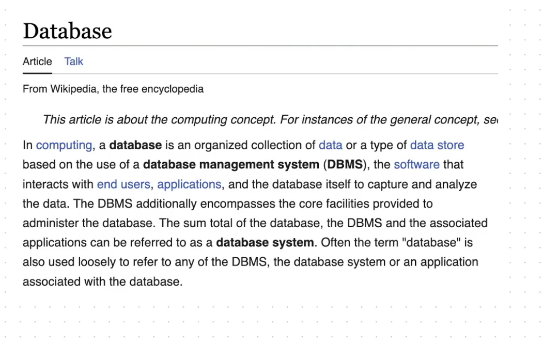 Database
Article Talk
From Wikipedia, the free encyclopedia
This article is about the computing concept. For instances of the general concept, see
In computing, a database is an organized collection of data or a type of data store
based on the use of a database management system (DBMS), the software that
interacts with end users, applications, and the database itself to capture and analyze
the data. The DBMS additionally encompasses the core facilities provided to
administer the database. The sum total of the database, the DBMS and the associated
applications can be referred to as a database system. Often the term "database" is
also used loosely to refer to any of the DBMS, the database system or an application
associated with the database.